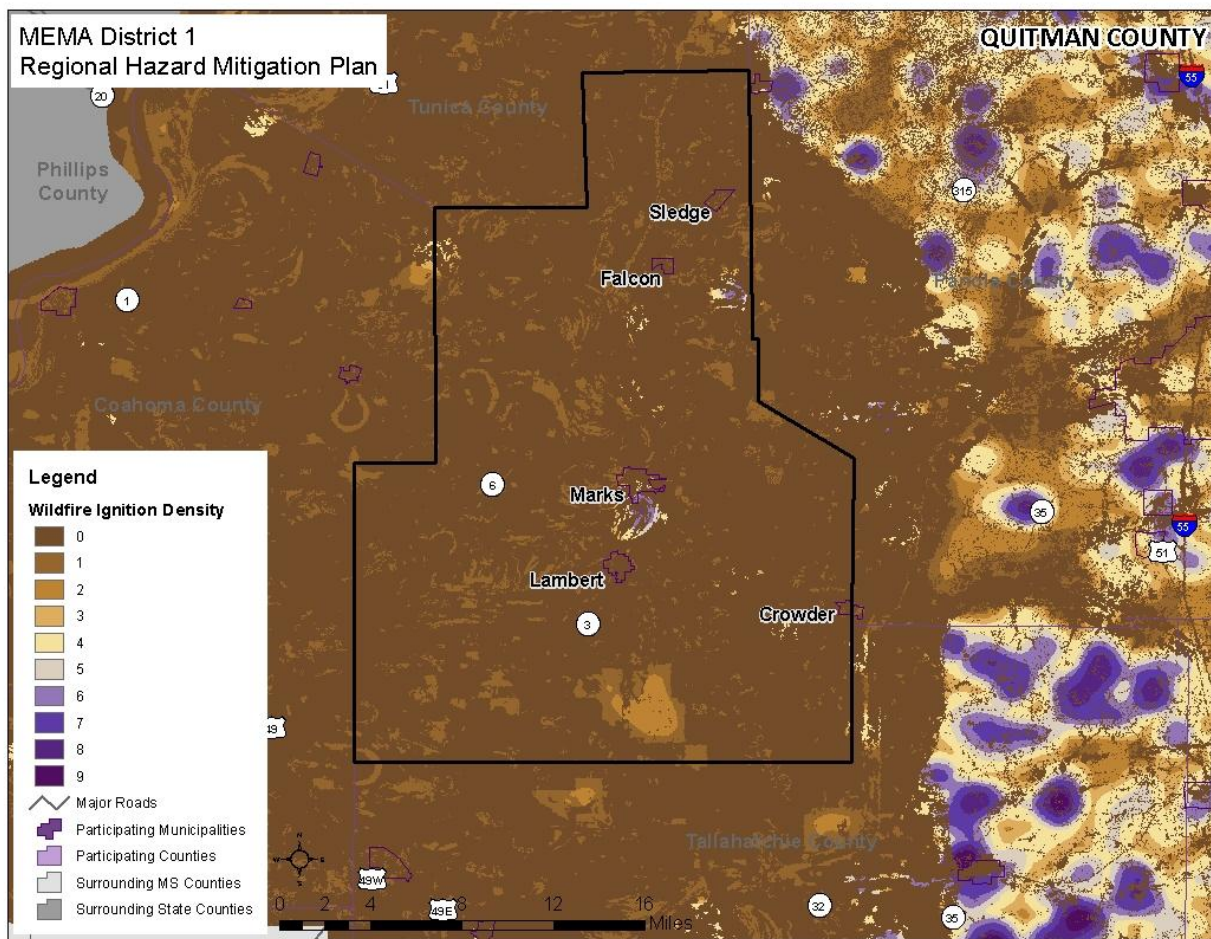 MEMA District 1
Regional Hazard Mitigation Plan
QUITMAN COUNTY
20
55
Tunica County
Phillips
County
315
Sledge
Falcon
Panola County
1
Coahoma County
6
Marks
35
55
51
Lambert
Crowder
3
49
Tallahatchie County
49W
49E
32
35
Legend
Wildfire Ignition Density
0
1
2
3
4
5
6
7
8
9
Major Roads
Participating Municipalities
Participating Counties
Surrounding MS Counties
Surrounding State Counties
N
W E
S
0 2 4 8 12 16
Miles